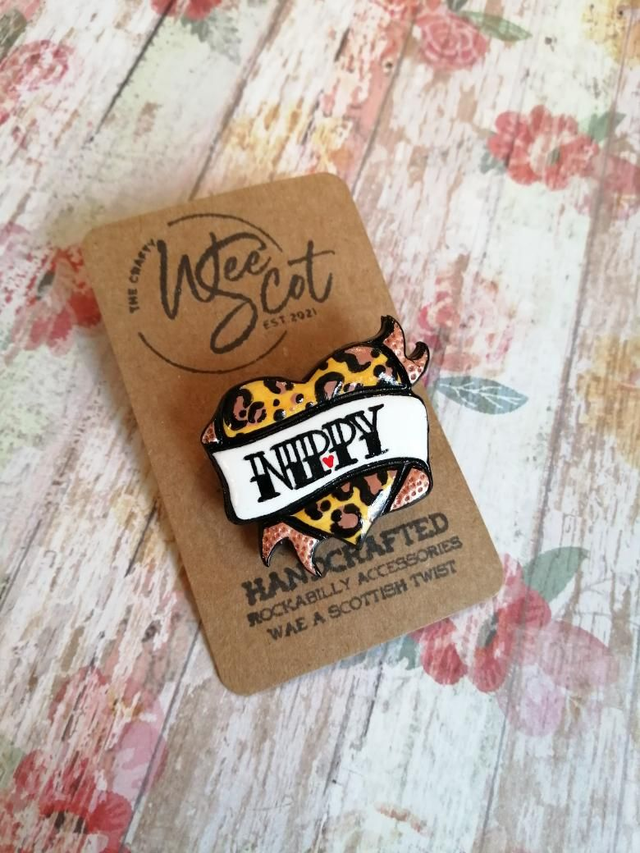 THE CRAFTY
Wee
Scot
EST. 2021
NIPPY
HANDCRAFTED
ROCKABILLY ACCESSORIES
WAE A SCOTTISH TWIST